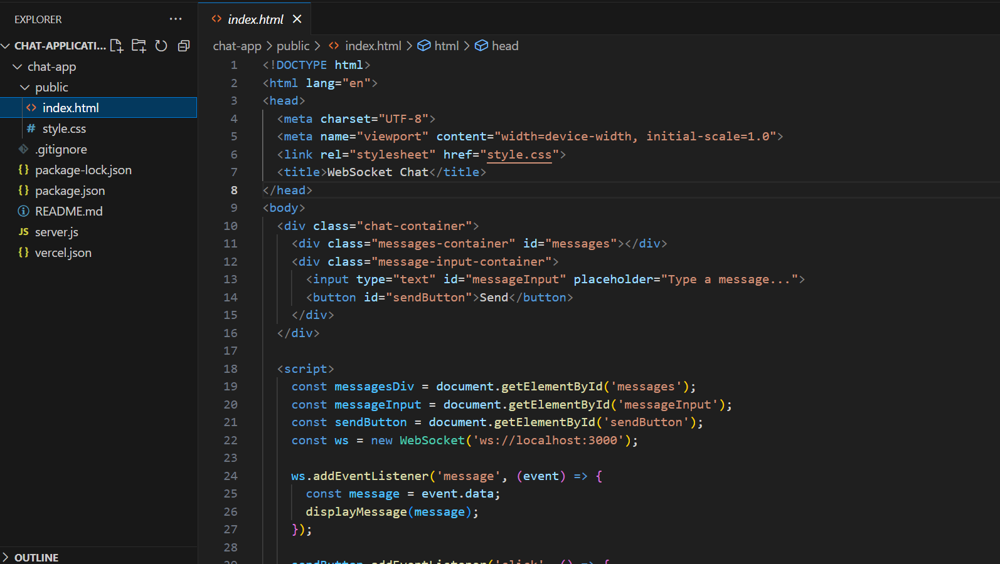 EXPLORER
CHAT-APPLICATI...
chat-app
public
index.html
style.css
.gitignore
package-lock.json
package.json
README.md
JS server.js
vercel.json
OUTLINE
index.html
chat-app > public > index.html > html > head
1 <!DOCTYPE html>
2 <html lang="en">
3 <head>
4 <meta charset="UTF-8">
5 <meta name="viewport" content="width=device-width, initial-scale=1.0">
6 <link rel="stylesheet" href="style.css">
7 <title>WebSocket Chat</title>
8 </head>
9 <body>
10 <div class="chat-container">
11 <div class="messages-container" id="messages"></div>
12 <div class="message-input-container">
13 <input type="text" id="messageInput" placeholder="Type a message...">
14 <button id="sendButton">Send</button>
15 </div>
16 </div>
17
18 <script>
19 const messagesDiv = document.getElementById('messages');
20 const messageInput = document.getElementById('messageInput');
21 const sendButton = document.getElementById('sendButton');
22 const ws = new WebSocket('ws://localhost:3000');
23
24 ws.addEventListener('message', (event) => {
25 const message = event.data;
26 displayMessage(message);
27 });
28
29 sendButton.addEventListener('click', () => {